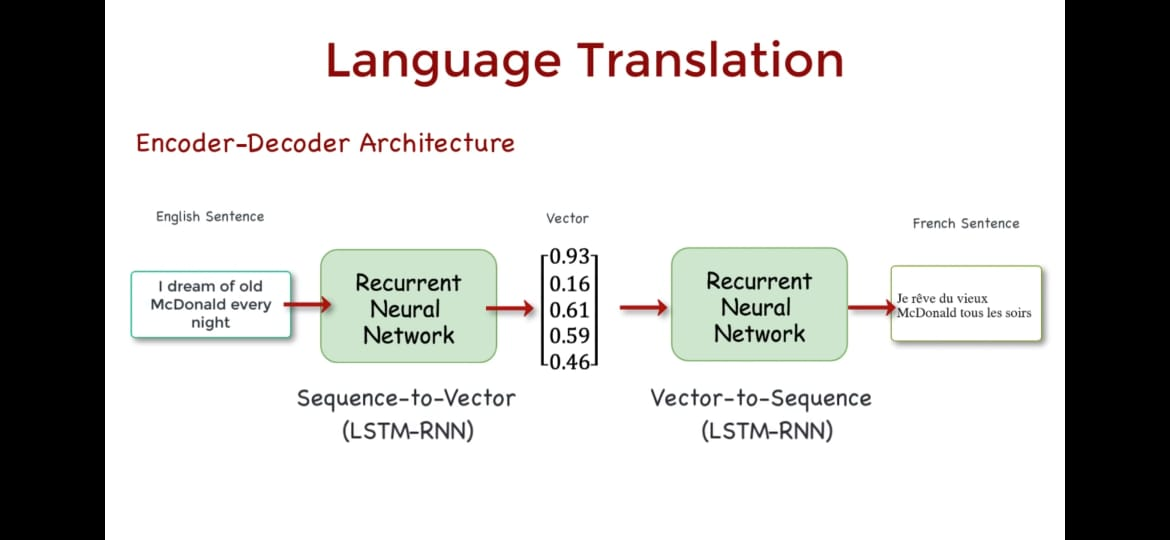 Language Translation
Encoder-Decoder Architecture
English Sentence
Vector
French Sentence
I dream of old
McDonald every
night
Recurrent
Neural
Network
0.93
0.16
0.61
0.59
0.46
Recurrent
Neural
Network
Je rêve du vieux
McDonald tous les soirs
Sequence-to-Vector
(LSTM-RNN)
Vector-to-Sequence
(LSTM-RNN)